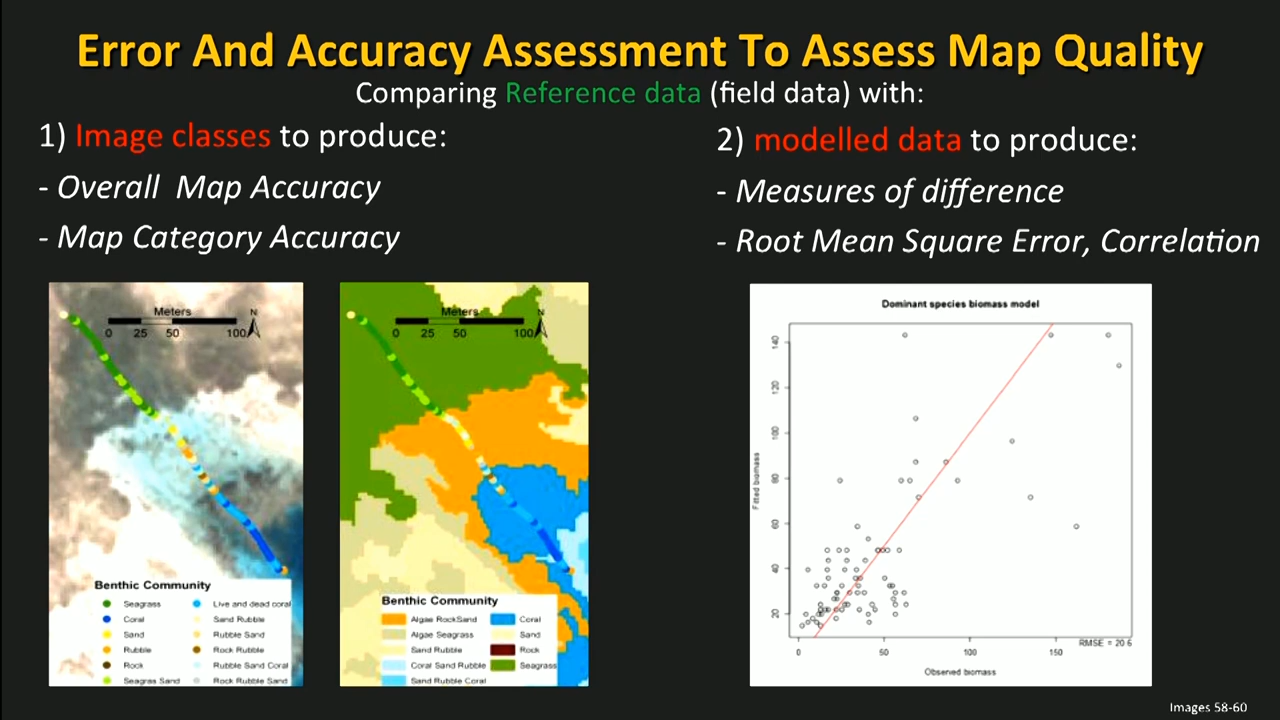 Error And Accuracy Assessment To Assess Map Quality
Comparing Reference data (field data) with:
1) Image classes to produce:
- Overall Map Accuracy
- Map Category Accuracy
2) modelled data to produce:
- Measures of difference
- Root Mean Square Error, Correlation
Meters
N
0 25 50 100
Benthic Community
Seagrass
Live and dead coral
Coral
Sand Rubble
Sand
Rubble Sand
Rubble
Rock Rubble
Rock
Rubble Sand Coral
Seagras Sand
Rock Rubble Sand
Meters
N
0 25 50 100
Benthic Community
Algae RockSand
Coral
Algae Seagrass
Sand
Sand Rubble
Rock
Coral Sand Rubble
Seagrass
Sand Rubble Coral
Dominant species biomass model
Fitted biomass
140
120
100
80
60
40
20
0 50 100 150
RMSE = 20 6
Observed biomass
Images 58-60